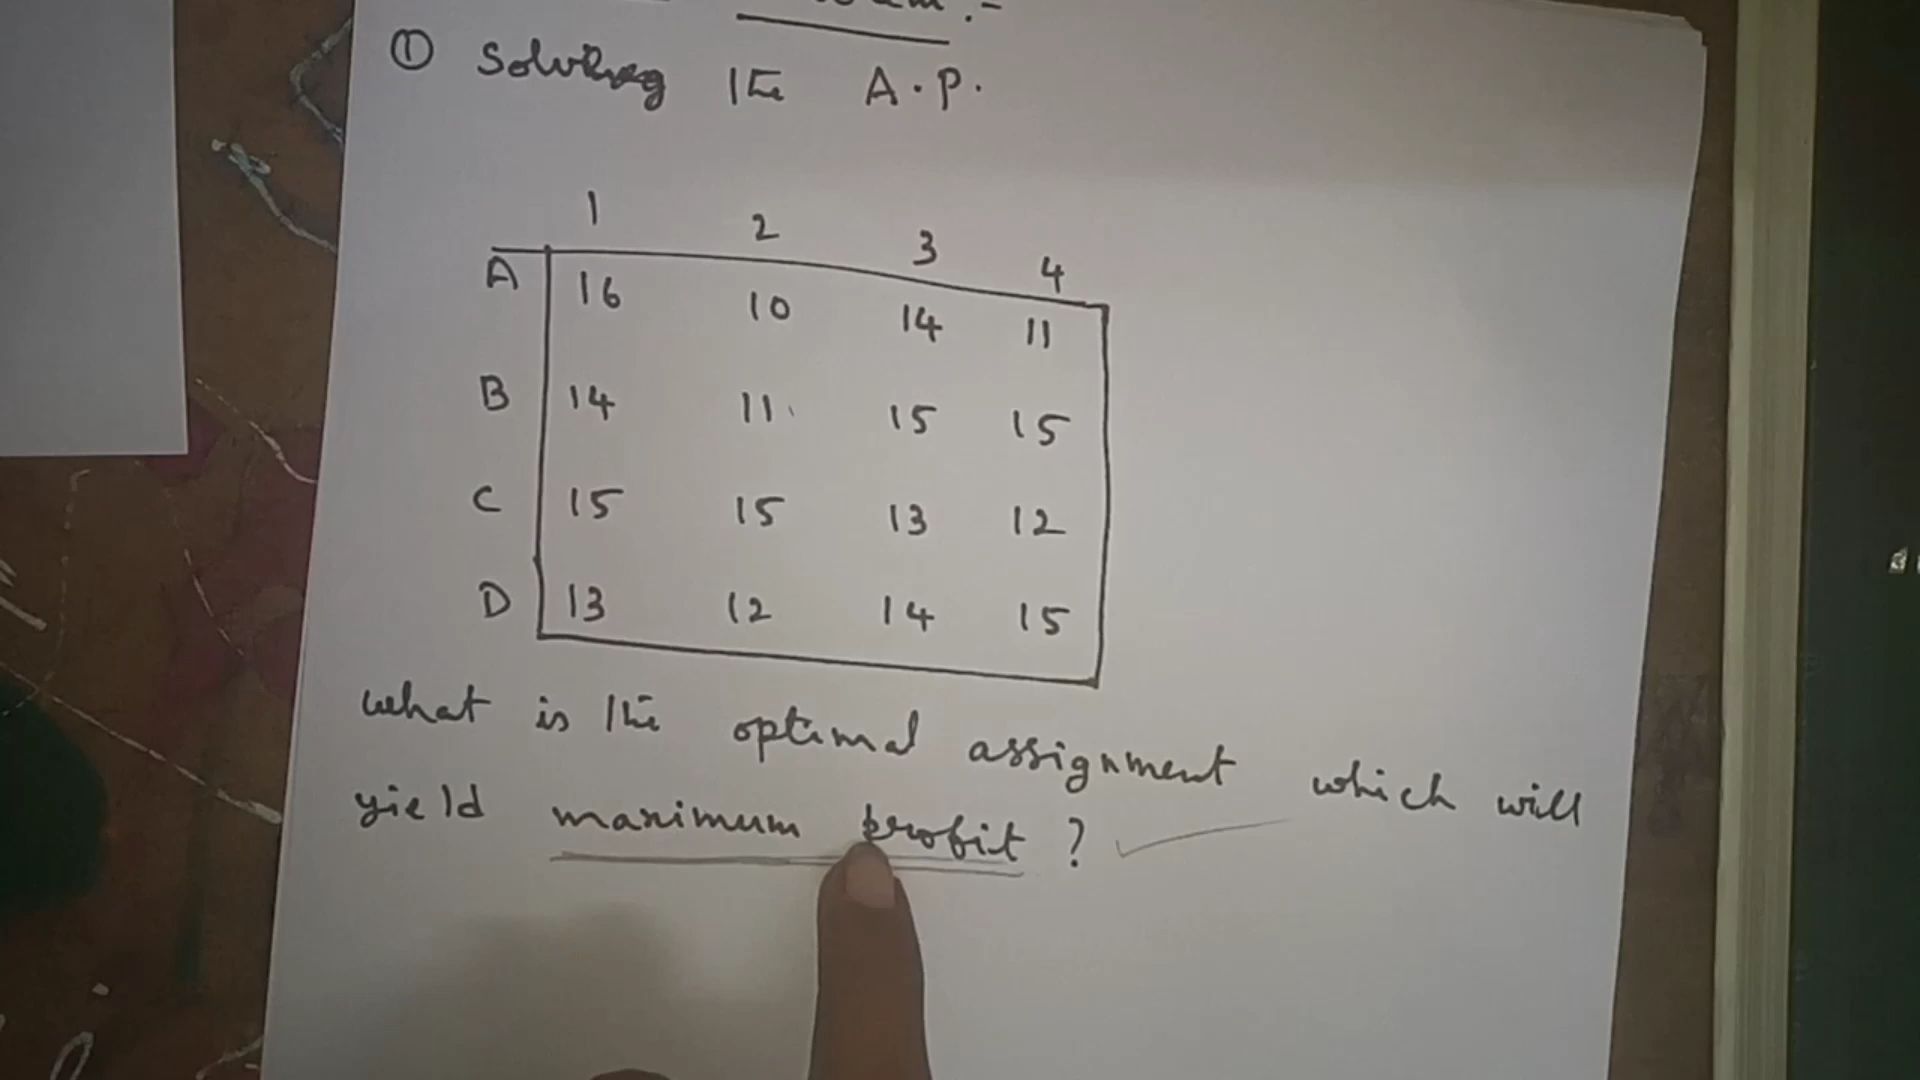 ① Solving the A.P.
1 2 3 4
A 16 10 14 11
B 14 11 15 15
C 15 15 13 12
D 13 12 14 15
what is the optimal assignment which will
yield maximum profit ?